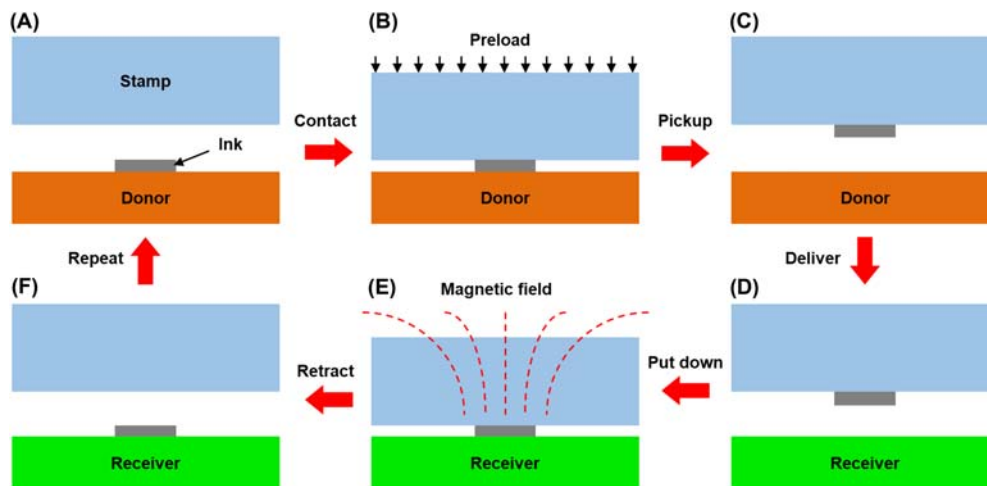 (A)
(B)
(C)
Preload
Stamp
Contact
Pickup
Ink
Donor
Donor
Donor
Repeat
Deliver
(F)
(E)
(D)
Magnetic field
Retract
Put down
Receiver
Receiver
Receiver